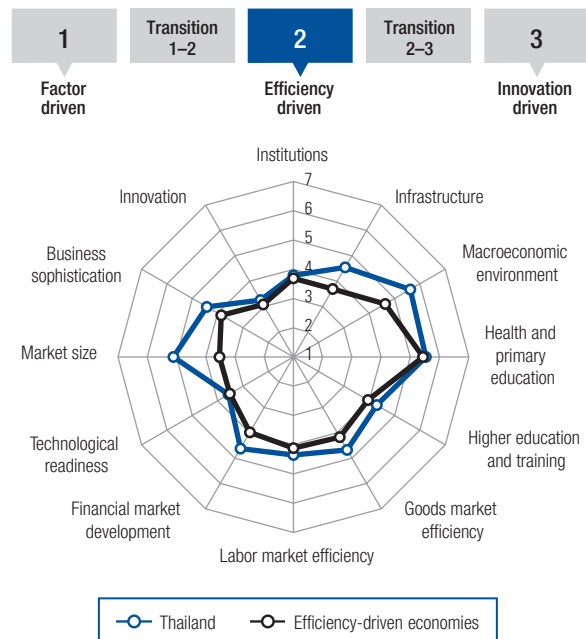 1
Transition
1–2
2
Transition
2–3
3
Factor
driven
Efficiency
driven
Innovation
driven
Institutions
7
6
5
4
3
2
1
Infrastructure
Macroeconomic
environment
Health and
primary
education
Higher education
and training
Goods market
efficiency
Labor market efficiency
Financial market
development
Technological
readiness
Market size
Business
sophistication
Innovation
Thailand
Efficiency-driven economies